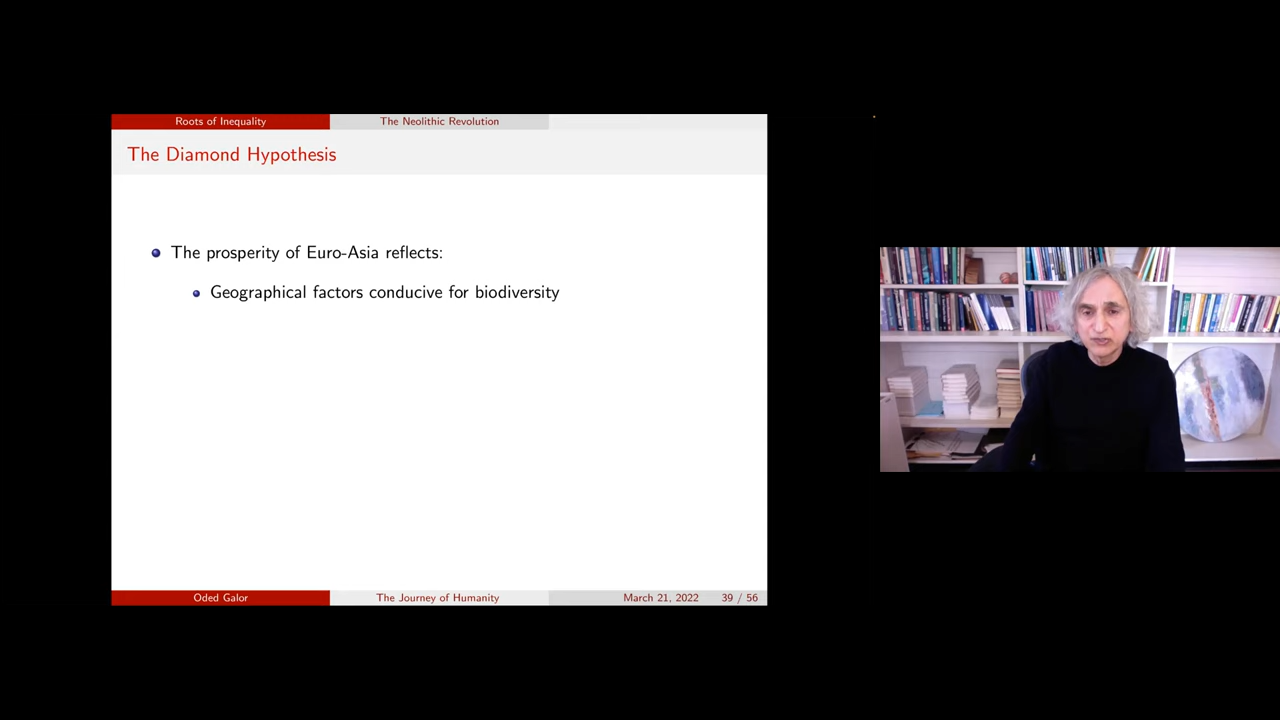 Roots of Inequality
The Neolithic Revolution
The Diamond Hypothesis
The prosperity of Euro-Asia reflects:
Geographical factors conducive for biodiversity
Oded Galor
The Journey of Humanity
March 21, 2022
39 / 56